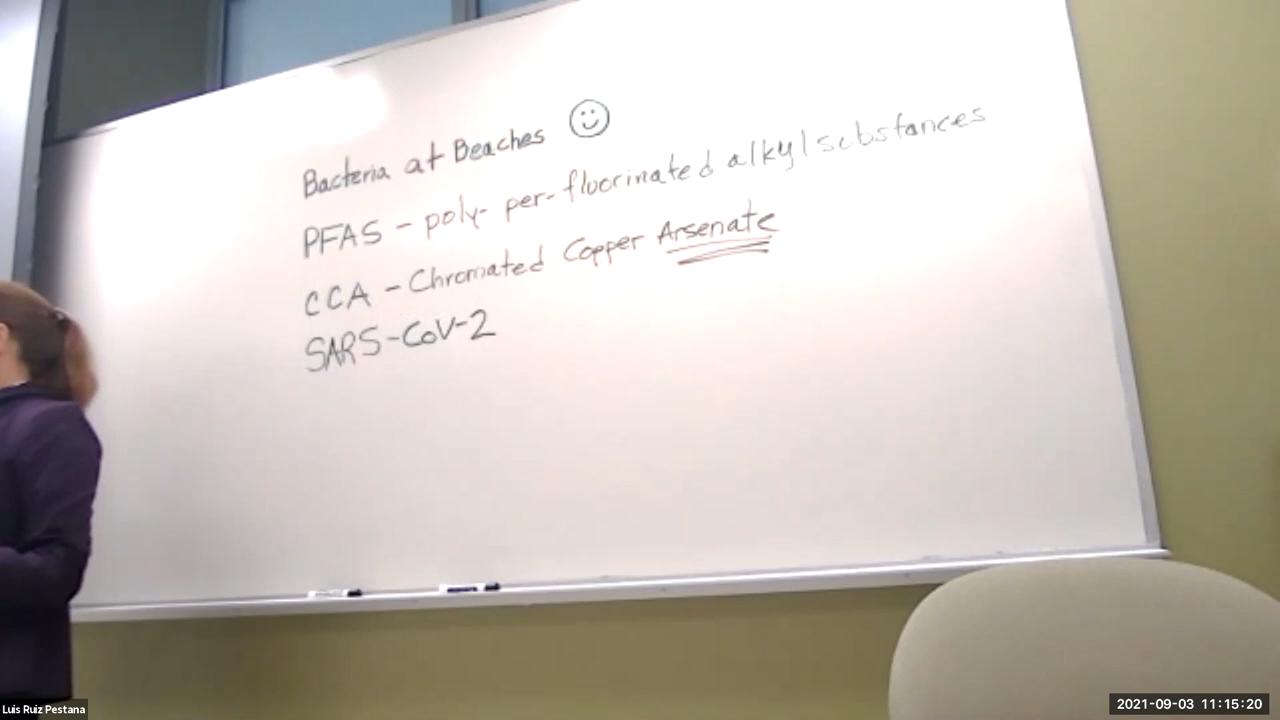 Bacteria at Beaches
PFAS - poly- per-fluorinated alkyl substances
CCA - Chromated Copper Arsenate
SARS-CoV-2
Luis Ruiz Pestana
2021-09-03 11:15:20